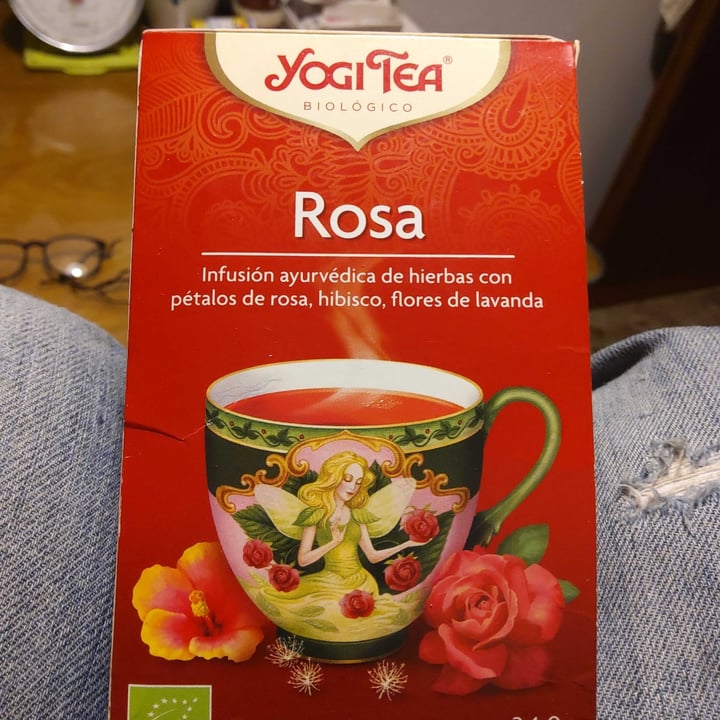 YOGI TEA®
BIOLÓGICO
Rosa
Infusión ayurvédica de hierbas con
pétalos de rosa, hibisco, flores de lavanda